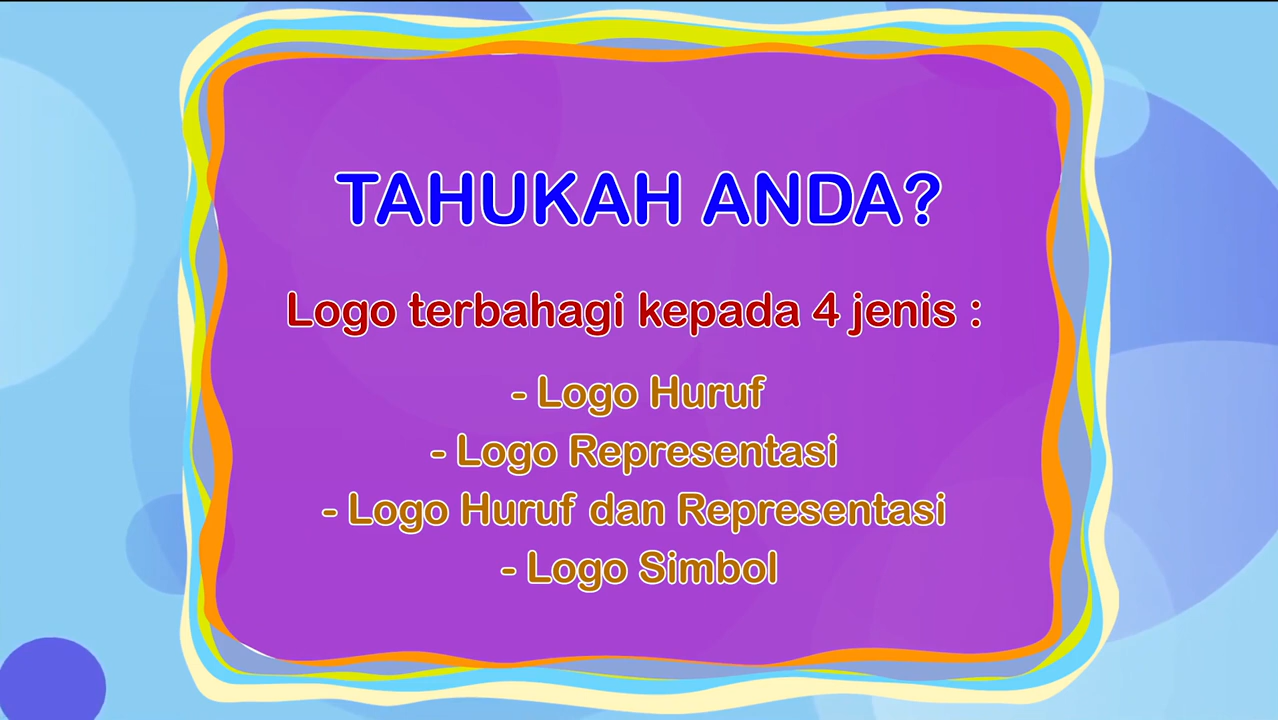 TAHUKAH ANDA?
Logo terbahagi kepada 4 jenis :
- Logo Huruf
- Logo Representasi
- Logo Huruf dan Representasi
- Logo Simbol